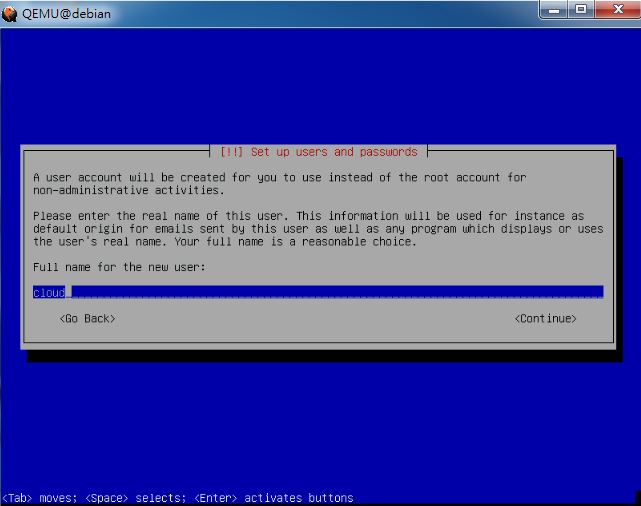 QEMU@debian
[!!] Set up users and passwords
A user account will be created for you to use instead of the root account for
non-administrative activities.
Please enter the real name of this user. This information will be used for instance as
default origin for emails sent by this user as well as any program which displays or uses
the user's real name. Your full name is a reasonable choice.
Full name for the new user:
cloud
<Go Back> <Continue>
<Tab> moves; <Space> selects; <Enter> activates buttons